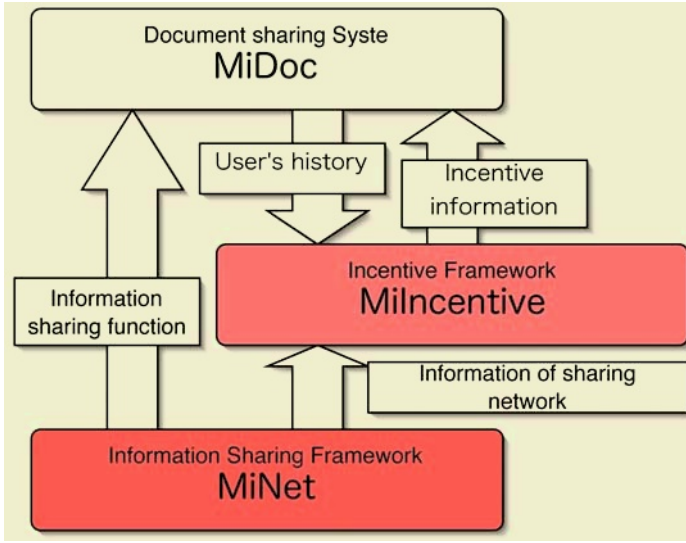 Document sharing Syste
MiDoc
User's history
Incentive
information
Incentive Framework
MiIncentive
Information
sharing function
Information of sharing
network
Information Sharing Framework
MiNet